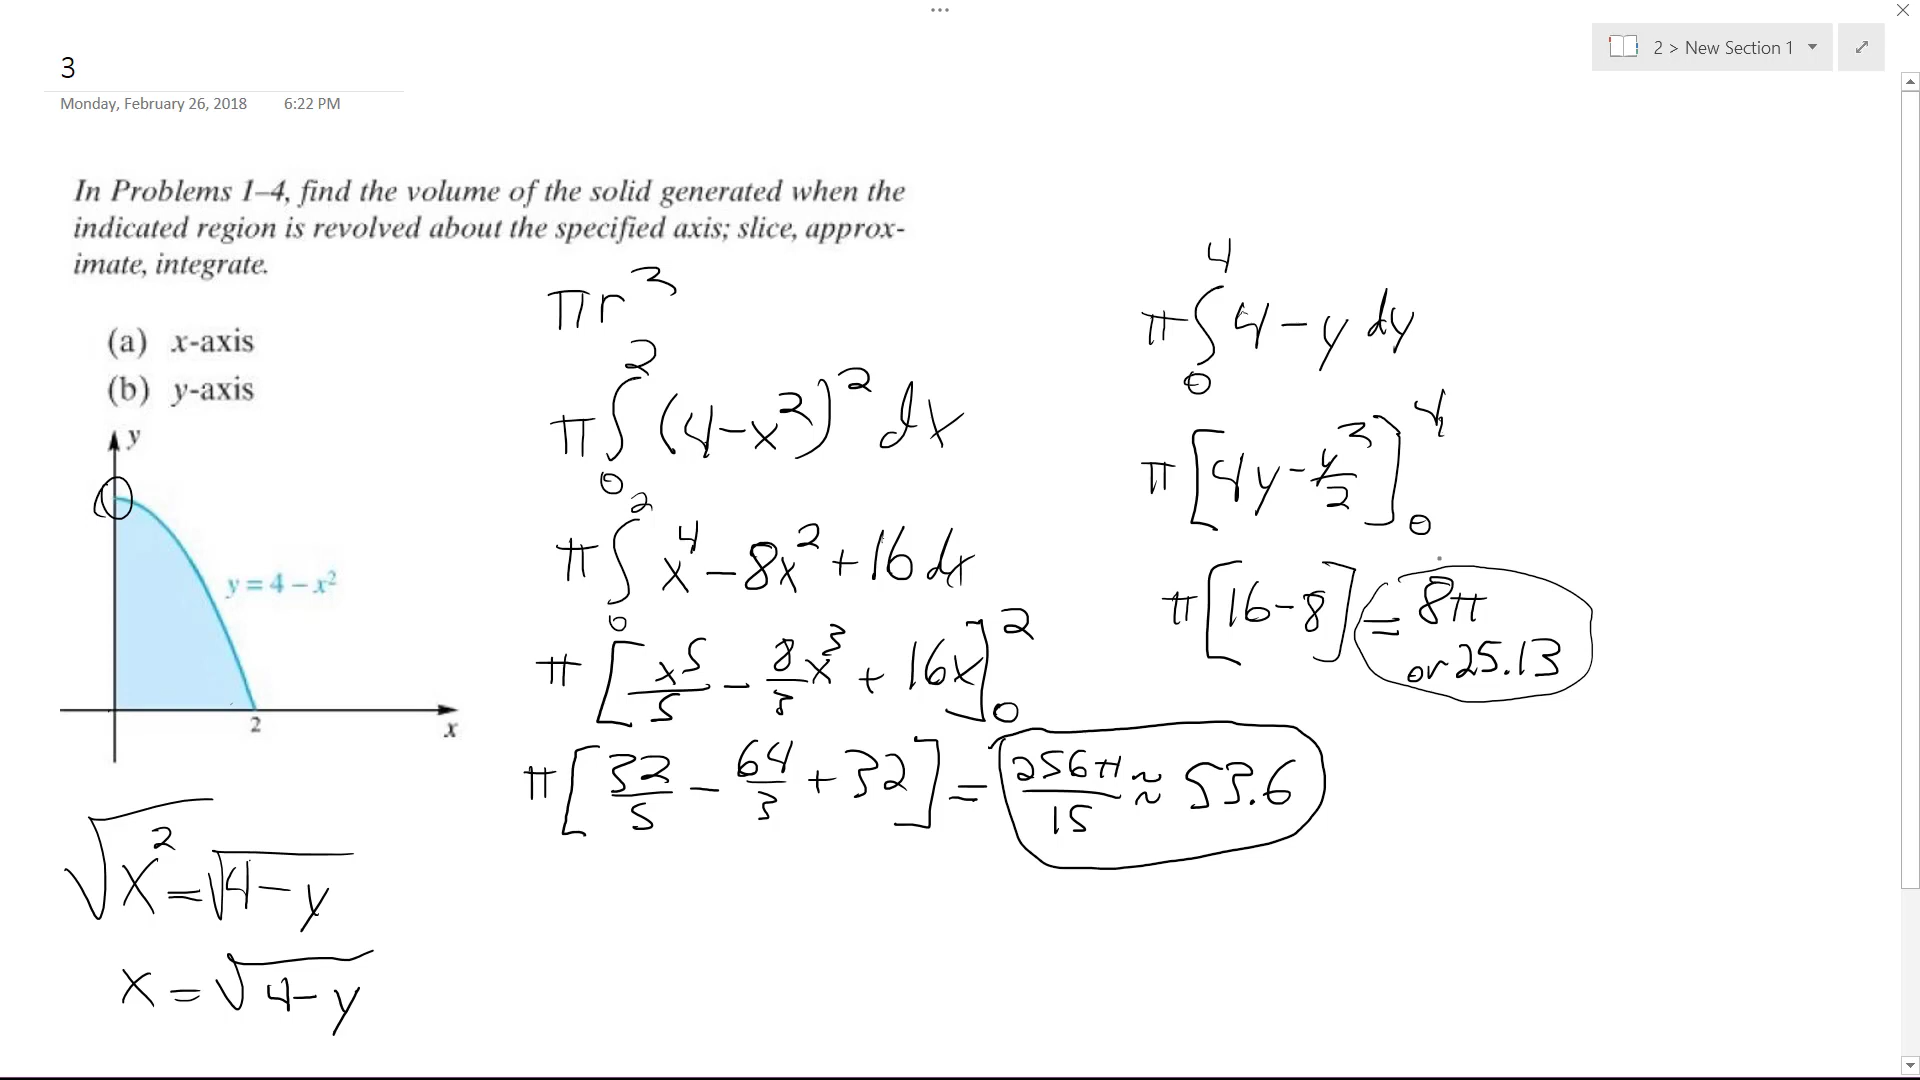 2 > New Section 1
3
Monday, February 26, 2018 6:22 PM
In Problems 1–4, find the volume of the solid generated when the
indicated region is revolved about the specified axis; slice, approx-
imate, integrate.
(a) x-axis
(b) y-axis
y
y = 4 – x²
2
x
√x² = √4 – y
x = √4 – y
πr²
π∫₀² (4 – x²)² dx
π∫₀² x⁴ – 8x² + 16 dx
π[x⁵/5 – 8/3 x³ + 16x]₀²
π[32/5 – 64/3 + 32] = 256π/15 ≈ 53.6
π∫₀⁴ 4 – y dy
π[4y – y²/2]₀⁴
π[16 – 8] = 8π
or 25.13